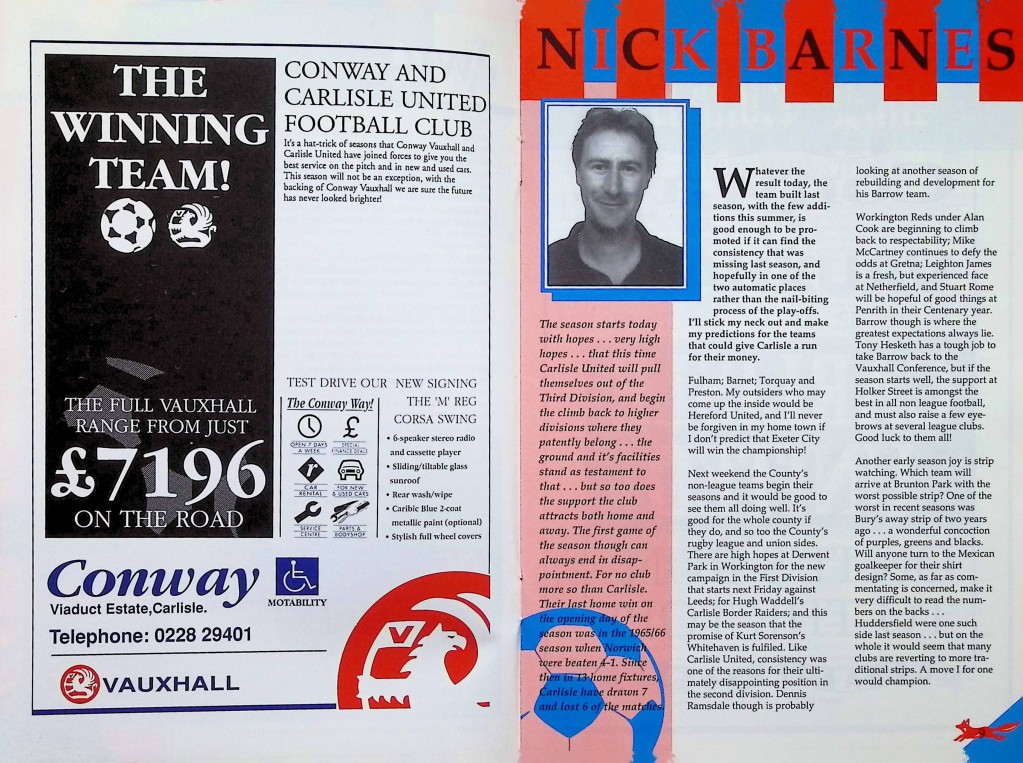 THE
WINNING
TEAM!
THE FULL VAUXHALL
RANGE FROM JUST
£7196
ON THE ROAD
CONWAY AND
CARLISLE UNITED
FOOTBALL CLUB
It's a hat-trick of seasons that Conway Vauxhall and
Carlisle United have joined forces to give you the
best service on the pitch and in new and used cars.
This season will not be an exception, with the
backing of Conway Vauxhall we are sure the future
has never looked brighter!
TEST DRIVE OUR NEW SIGNING
THE 'M' REG
CORSA SWING
The Conway Way!
OPEN 7 DAYS
A WEEK
SPECIAL
FINANCE DEALS
CAR
RENTAL
FOR NEW
& USED CARS
SERVICE
CENTRE
PARTS &
BODYSHOP
• 6-speaker stereo radio
and cassette player
• Sliding/tiltable glass
sunroof
• Rear wash/wipe
• Caribic Blue 2-coat
metallic paint (optional)
• Stylish full wheel covers
Conway
Viaduct Estate,Carlisle.
MOTABILITY
Telephone: 0228 29401
VAUXHALL
NICK BARNES
The season starts today
with hopes . . . very high
hopes . . . that this time
Carlisle United will pull
themselves out of the
Third Division, and begin
the climb back to higher
divisions where they
patently belong . . . the
ground and it's facilities
stand as testament to
that . . . but so too does
the support the club
attracts both home and
away. The first game of
the season though can
always end in disap-
pointment. For no club
more so than Carlisle.
Their last home win on
the opening day of the
season was in the 1965/66
season when Norwich
were beaten 4-1. Since
then in 13 home fixtures,
Carlisle have drawn 7
and lost 6 of the matches.
Whatever the
result today, the
team built last
season, with the few addi-
tions this summer, is
good enough to be pro-
moted if it can find the
consistency that was
missing last season, and
hopefully in one of the
two automatic places
rather than the nail-biting
process of the play-offs.
I'll stick my neck out and make
my predictions for the teams
that could give Carlisle a run
for their money.
Fulham; Barnet; Torquay and
Preston. My outsiders who may
come up the inside would be
Hereford United, and I'll never
be forgiven in my home town if
I don't predict that Exeter City
will win the championship!
Next weekend the County's
non-league teams begin their
seasons and it would be good to
see them all doing well. It's
good for the whole county if
they do, and so too the County's
rugby league and union sides.
There are high hopes at Derwent
Park in Workington for the new
campaign in the First Division
that starts next Friday against
Leeds; for Hugh Waddell's
Carlisle Border Raiders; and this
may be the season that the
promise of Kurt Sorenson's
Whitehaven is fulfiled. Like
Carlisle United, consistency was
one of the reasons for their ulti-
mately disappointing position in
the second division. Dennis
Ramsdale though is probably
looking at another season of
rebuilding and development for
his Barrow team.
Workington Reds under Alan
Cook are beginning to climb
back to respectability; Mike
McCartney continues to defy the
odds at Gretna; Leighton James
is a fresh, but experienced face
at Netherfield, and Stuart Rome
will be hopeful of good things at
Penrith in their Centenary year.
Barrow though is where the
greatest expectations always lie.
Tony Hesketh has a tough job to
take Barrow back to the
Vauxhall Conference, but if the
season starts well, the support at
Holker Street is amongst the
best in all non league football,
and must also raise a few eye-
brows at several league clubs.
Good luck to them all!
Another early season joy is strip
watching. Which team will
arrive at Brunton Park with the
worst possible strip? One of the
worst in recent seasons was
Bury's away strip of two years
ago . . . a wonderful concoction
of purples, greens and blacks.
Will anyone turn to the Mexican
goalkeeper for their shirt
design? Some, as far as com-
mentating is concerned, make it
very difficult to read the num-
bers on the backs . . .
Huddersfield were one such
side last season . . . but on the
whole it would seem that many
clubs are reverting to more tra-
ditional strips. A move I for one
would champion.
9